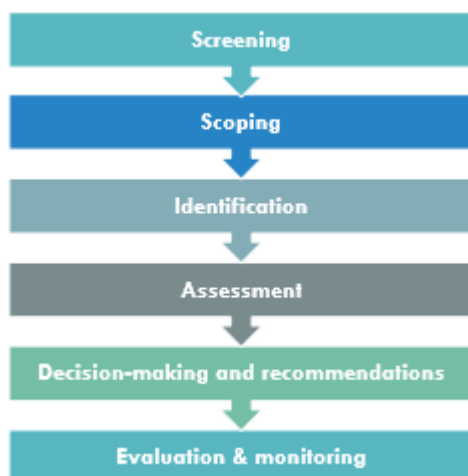 Screening
Scoping
Identification
Assessment
Decision-making and recommendations
Evaluation & monitoring